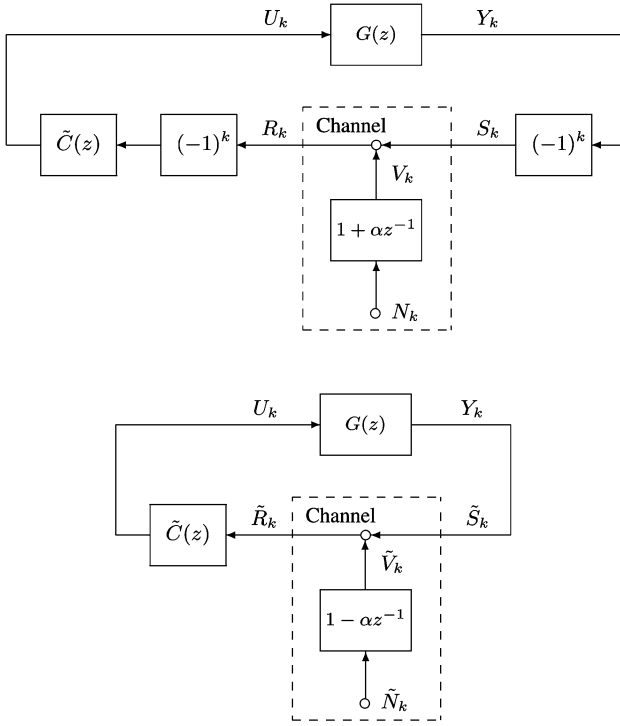 U_k G(z) Y_k
C̃(z) (−1)^k R_k Channel S_k (−1)^k
V_k
1 + αz^{−1}
N_k
U_k G(z) Y_k
C̃(z) R̃_k Channel S̃_k
Ṽ_k
1 − αz^{−1}
Ñ_k